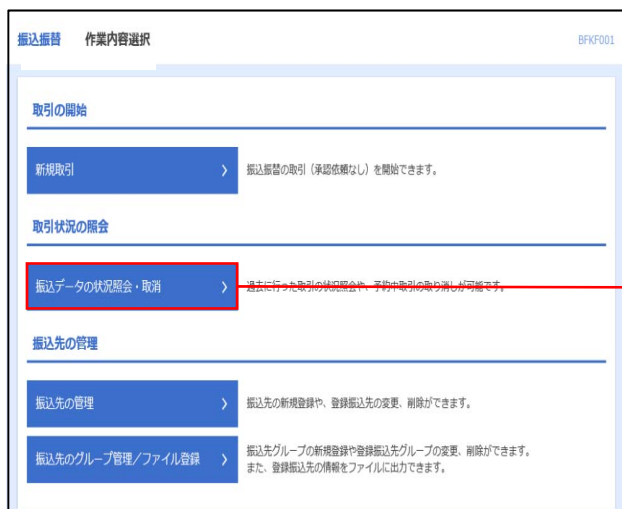 振込振替 作業内容選択 BFKF001
取引の開始
新規取引 振込振替の取引（承認依頼なし）を開始できます。
取引状況の照会
振込データの状況照会・取消 過去に行った取引の状況照会や、予約中取引の取り消しが可能です。
振込先の管理
振込先の管理 振込先の新規登録や、登録振込先の変更、削除ができます。
振込先のグループ管理／ファイル登録 振込先グループの新規登録や登録振込先グループの変更、削除ができます。
また、登録振込先の情報をファイルに出力できます。